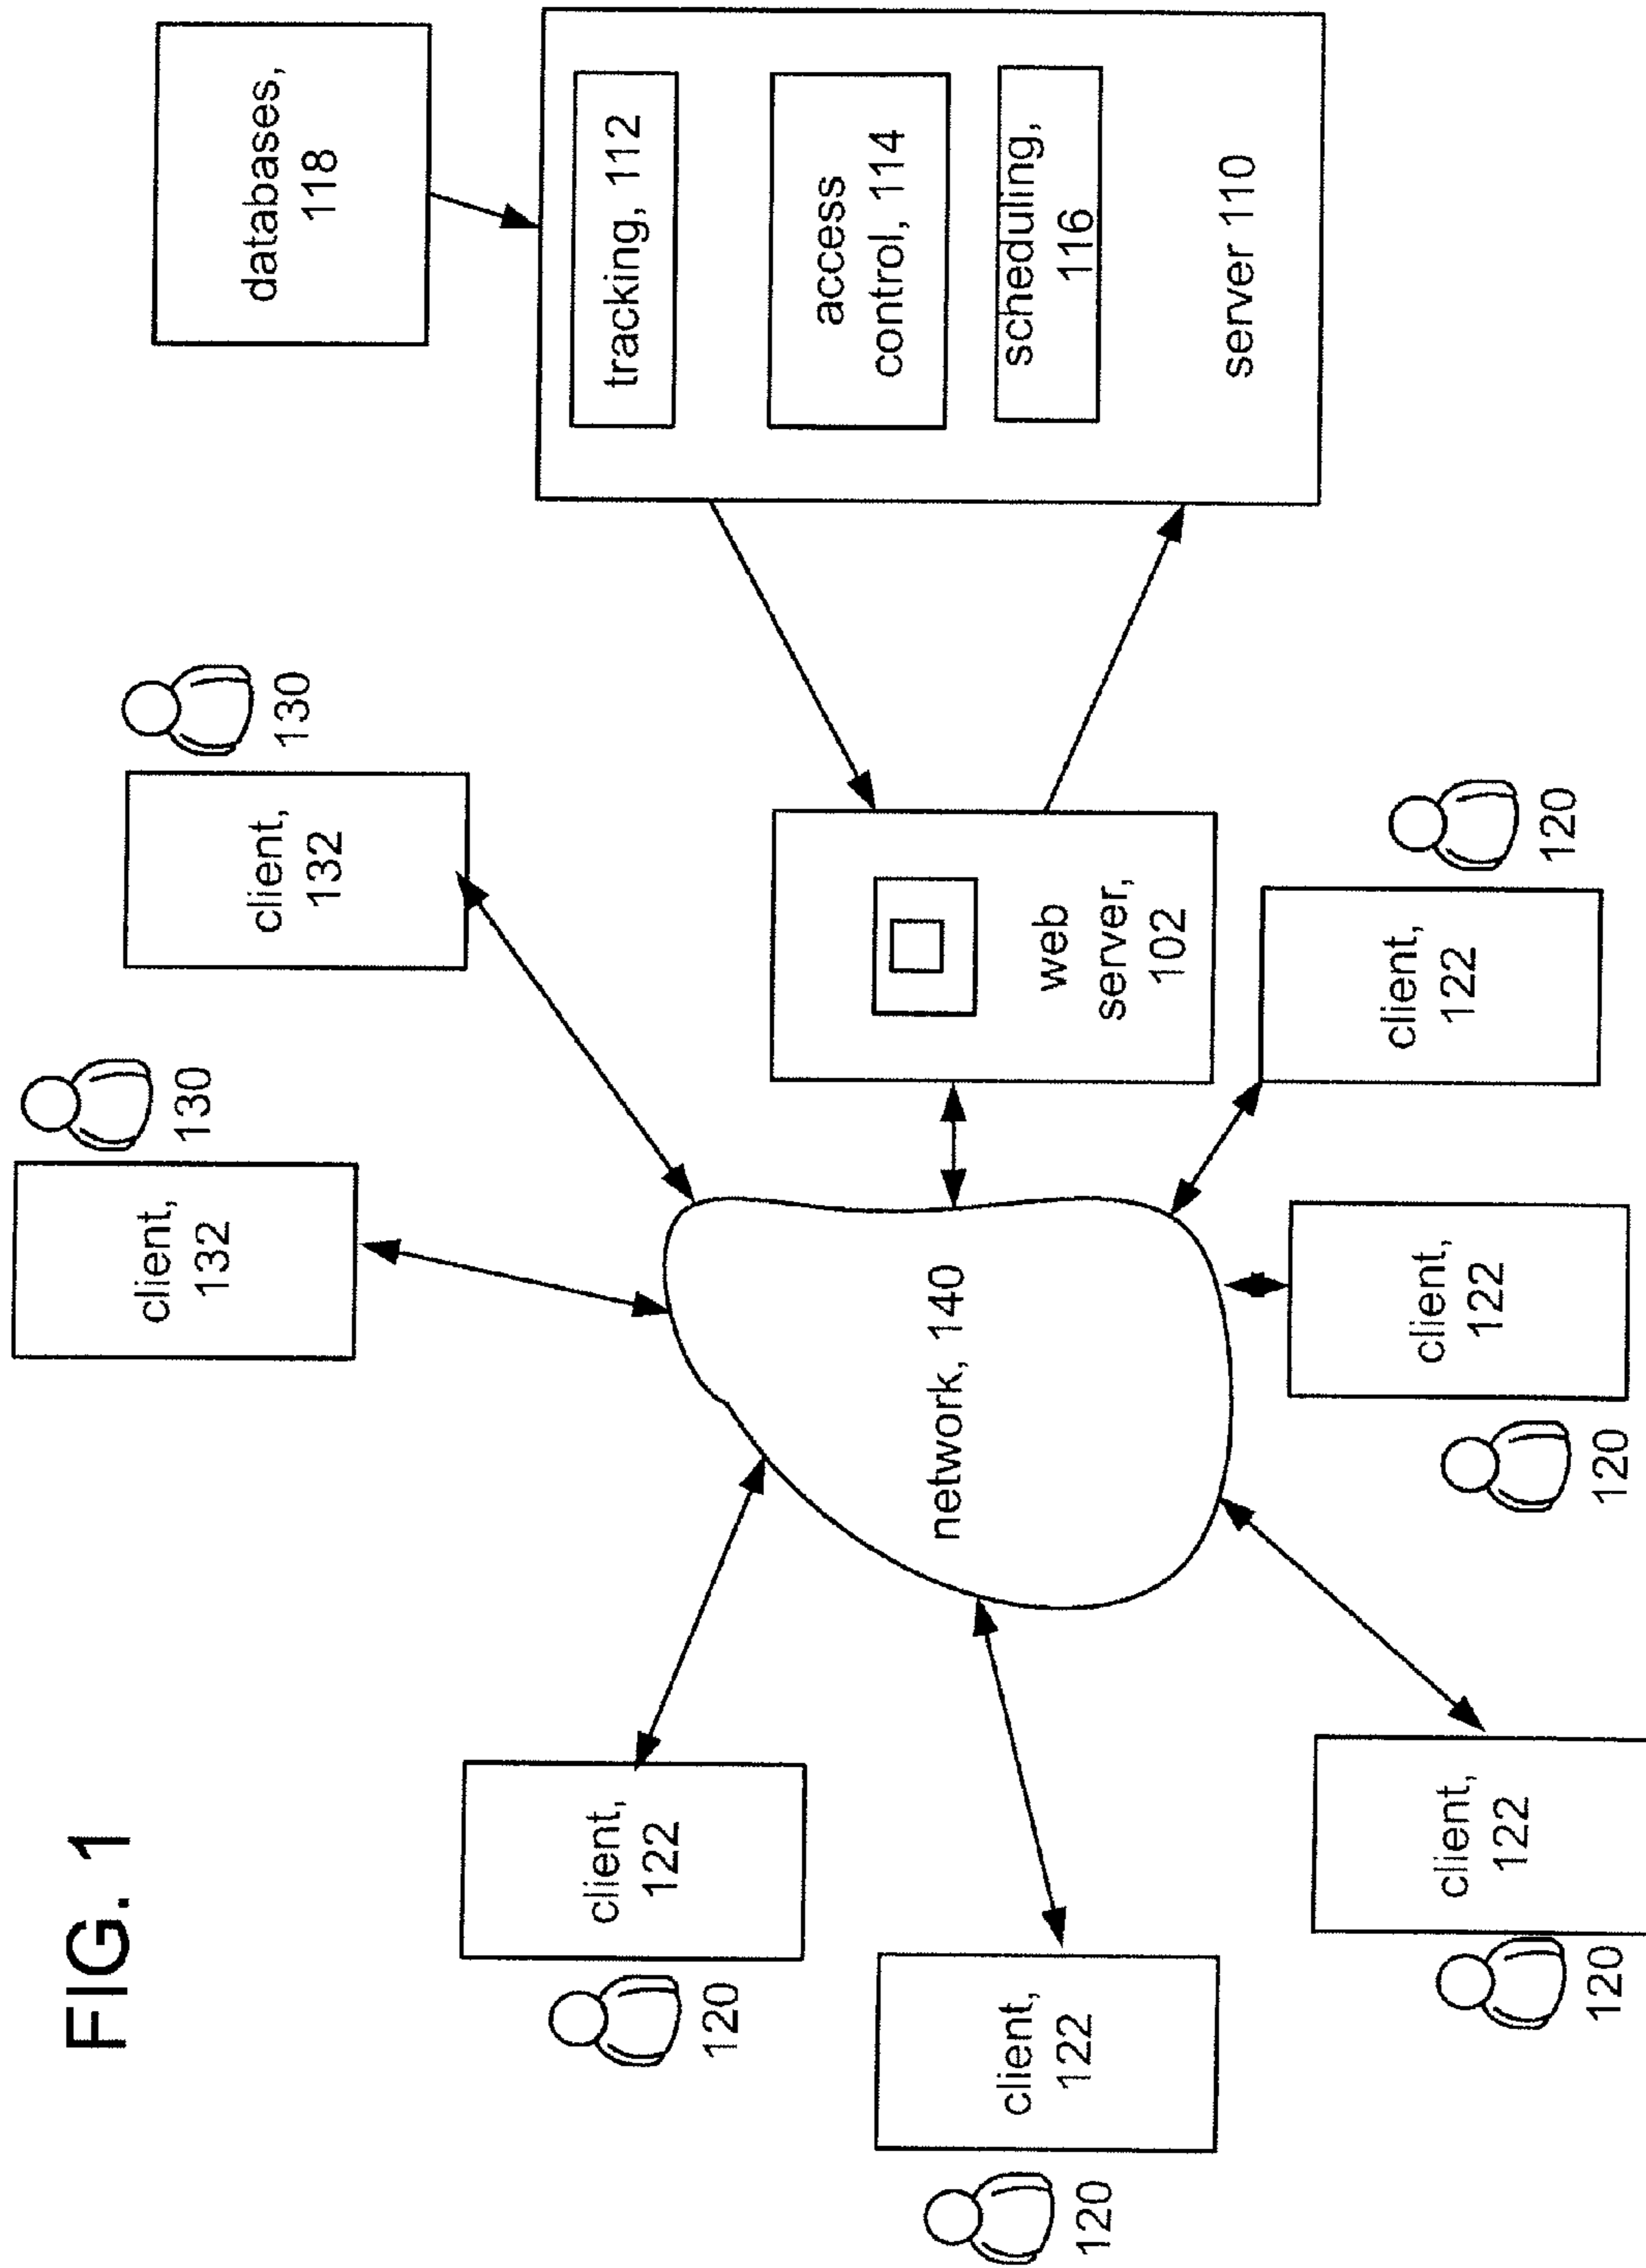 FIG. 1
client,
132
130
client,
132
130
databases,
118
tracking, 112
access
control, 114
scheduling,
116
server 110
client,
122
120
network, 140
web
server,
102
client,
122
120
client,
122
120
client,
122
120
client,
122
120